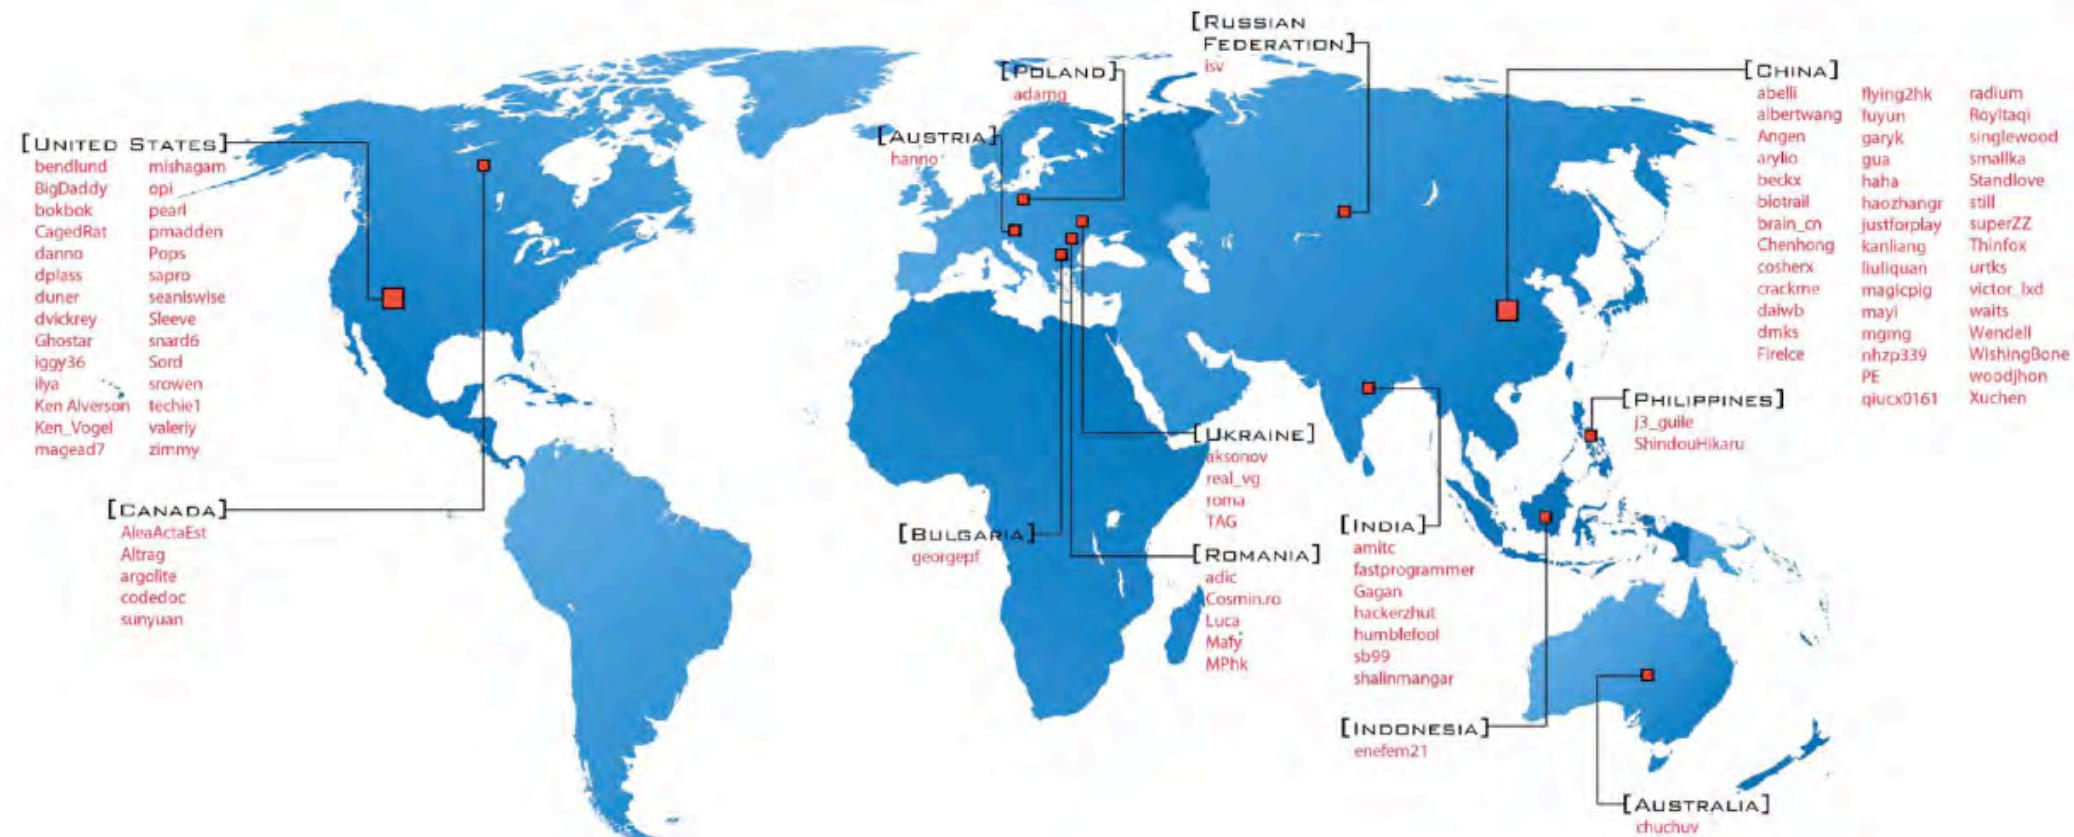 [UNITED STATES]
bendlund mishagam
BigDaddy opi
bokbok pearl
CagedRat pmadden
danno Pops
dplass sapro
duner seaniswise
dvickrey Sleeve
Ghostar snard6
iggy36 Sord
ilya srowen
Ken Alverson techie1
Ken_Vogel valeriy
magead7 zimmy
[CANADA]
AleaActaEst
Altrag
argolite
codedoc
sunyuan
[AUSTRIA]
hanno
[POLAND]
adamg
[RUSSIAN
FEDERATION]
isv
[BULGARIA]
georgepf
[UKRAINE]
aksonov
real_vg
roma
TAG
[ROMANIA]
adic
Cosmin.ro
Luca
Mafy
MPhk
[INDIA]
amitc
fastprogrammer
Gagan
hackerzhut
humblefool
sb99
shalinmangar
[INDONESIA]
enefem21
[CHINA]
abelli flying2hk radium
albertwang fuyun Royltaqi
Angen garyk singlewood
arylio gua smallka
beckx haha Standlove
biotrail haozhangr still
brain_cn justforplay superZZ
Chenhong kanliang Thinfox
cosherx liuliquan urtks
crackme magicpig victor_lxd
daiwb mayi waits
dmks mgmg Wendell
FireIce nhzp339 WishingBone
PE woodjhon
qiucx0161 Xuchen
[PHILIPPINES]
j3_guile
ShindouHikaru
[AUSTRALIA]
chuchuv